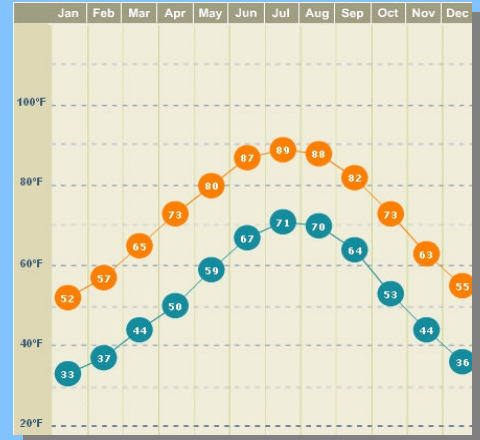 Jan Feb Mar Apr May Jun Jul Aug Sep Oct Nov Dec
100°F
89
87 88
80°F 80 82
73 73
71 70
65 67 64
63
60°F 59
57
52 50 53 55
44 44
40°F
33 37 36
20°F